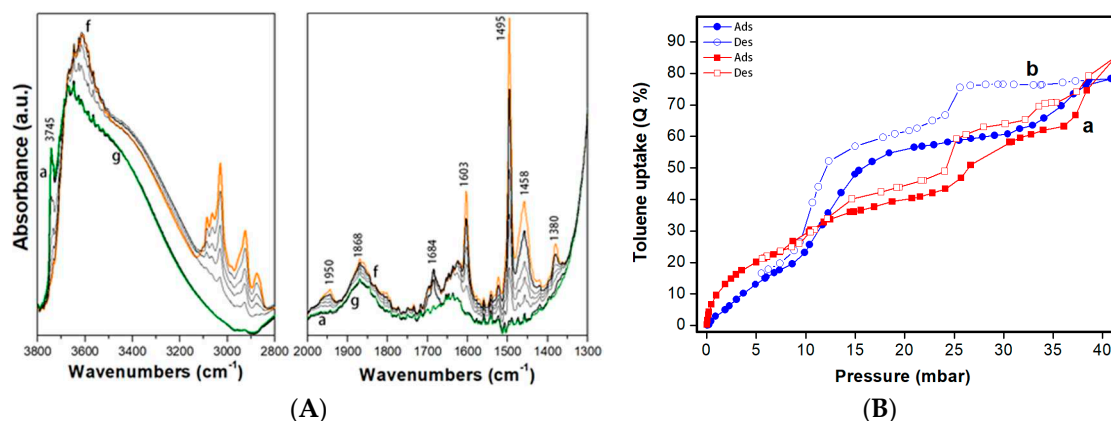 Absorbance (a.u.)
3745
f
a
g
3800 3600 3400 3200 3000 2800
Wavenumbers (cm⁻¹)
1495
1603
1458
1380
1950
1868
1684
f
g
a
2000 1900 1800 1700 1600 1500 1400 1300
Wavenumbers (cm⁻¹)
(A)
Toluene uptake (Q %)
90
80
70
60
50
40
30
20
10
0
Ads
Des
Ads
Des
b
a
0 5 10 15 20 25 30 35 40
Pressure (mbar)
(B)